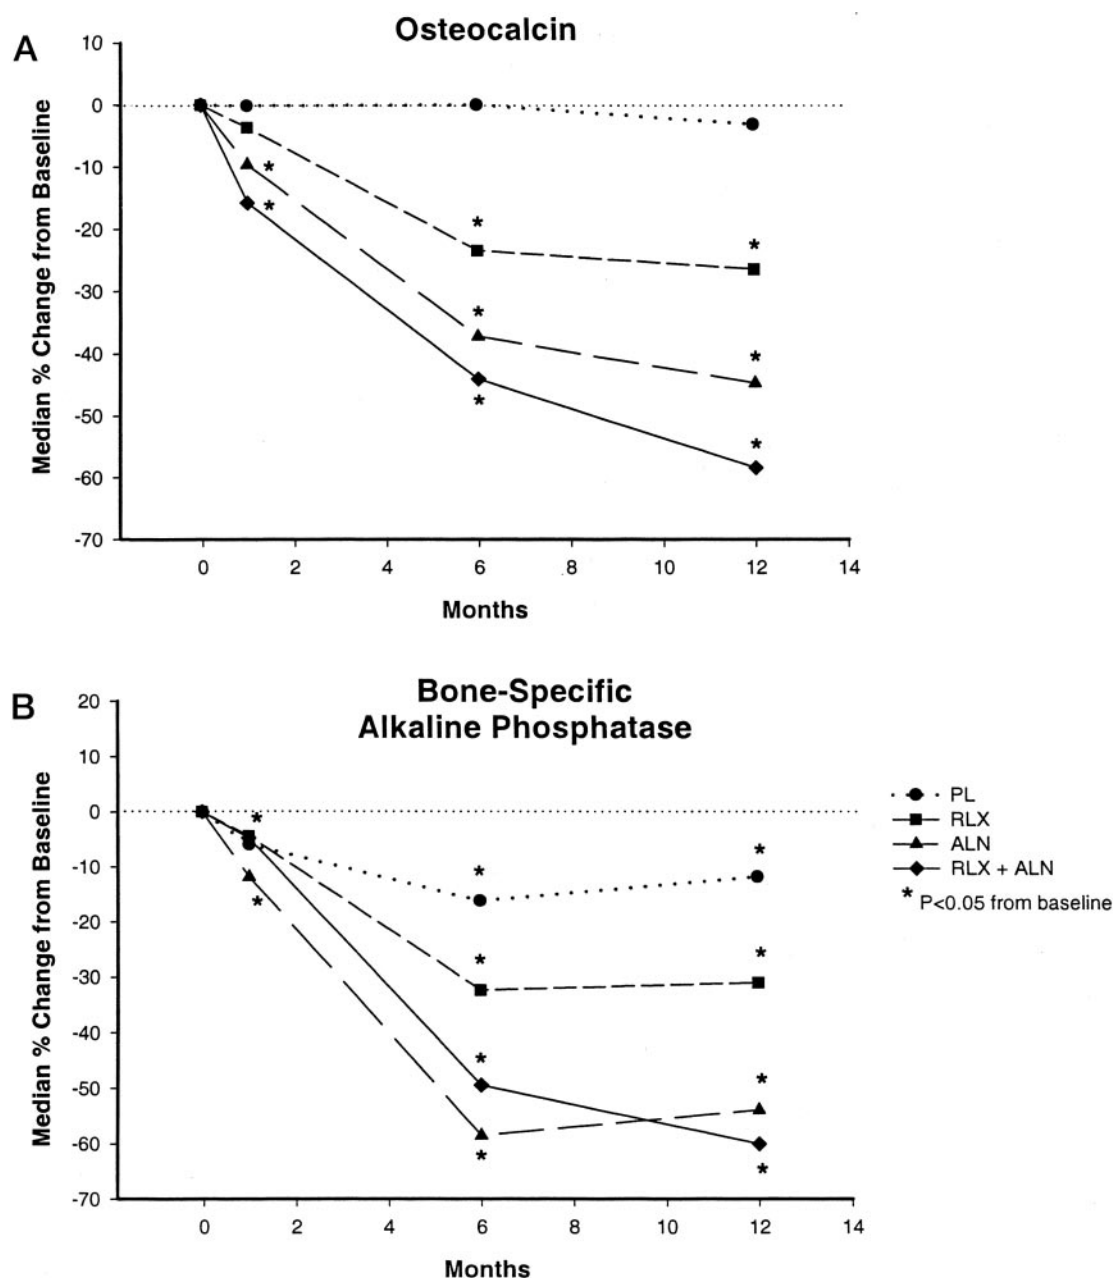 A
Osteocalcin
10
0
-10
-20
-30
-40
-50
-60
-70
Median % Change from Baseline
* * * * * * * *
0 2 4 6 8 10 12 14
Months
B
Bone-Specific
Alkaline Phosphatase
20
10
0
-10
-20
-30
-40
-50
-60
-70
Median % Change from Baseline
* * * * * * * * * *
0 2 4 6 8 10 12 14
Months
PL
RLX
ALN
RLX + ALN
* P<0.05 from baseline